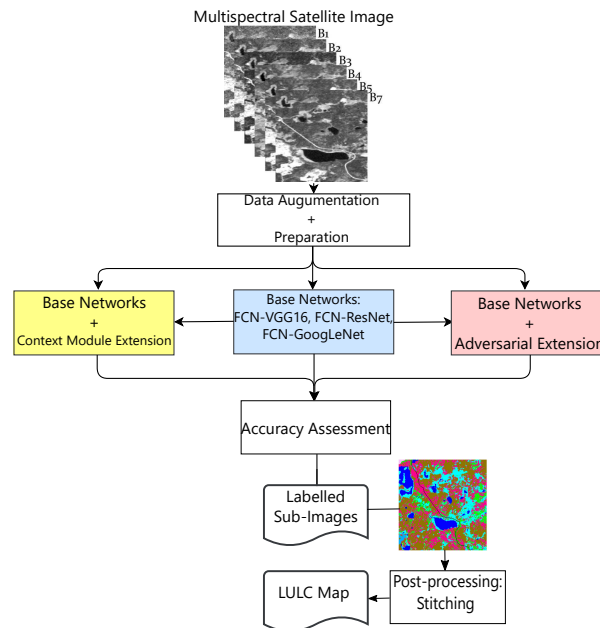 Multispectral Satellite Image
B1
B2
B3
B4
B5
B7
Data Augumentation
+
Preparation
Base Networks
+
Context Module Extension
Base Networks:
FCN-VGG16, FCN-ResNet,
FCN-GoogLeNet
Base Networks
+
Adversarial Extension
Accuracy Assessment
Labelled
Sub-Images
Post-processing:
Stitching
LULC Map